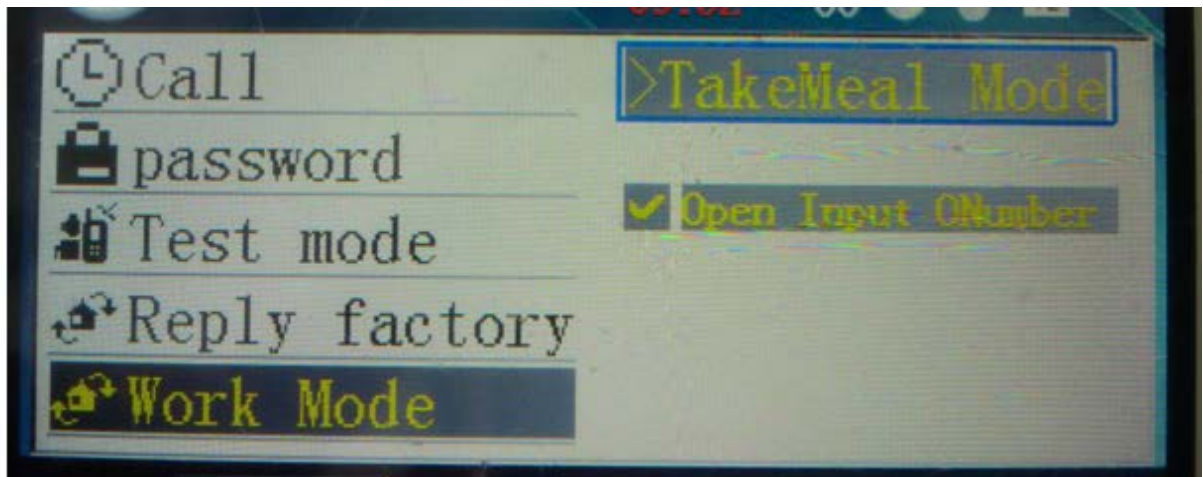 Call
password
Test mode
Reply factory
Work Mode
>TakeMeal Mode
Open Input ONumber